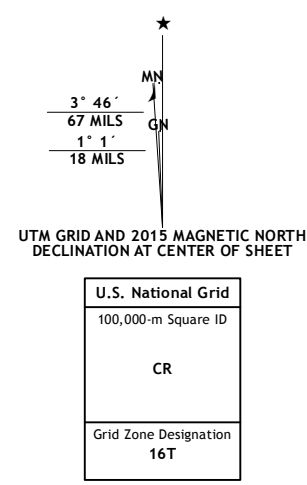 ★
MN
3° 46´
67 MILS
GN
1° 1´
18 MILS
UTM GRID AND 2015 MAGNETIC NORTH
DECLINATION AT CENTER OF SHEET
U.S. National Grid
100,000-m Square ID
CR
Grid Zone Designation
16T